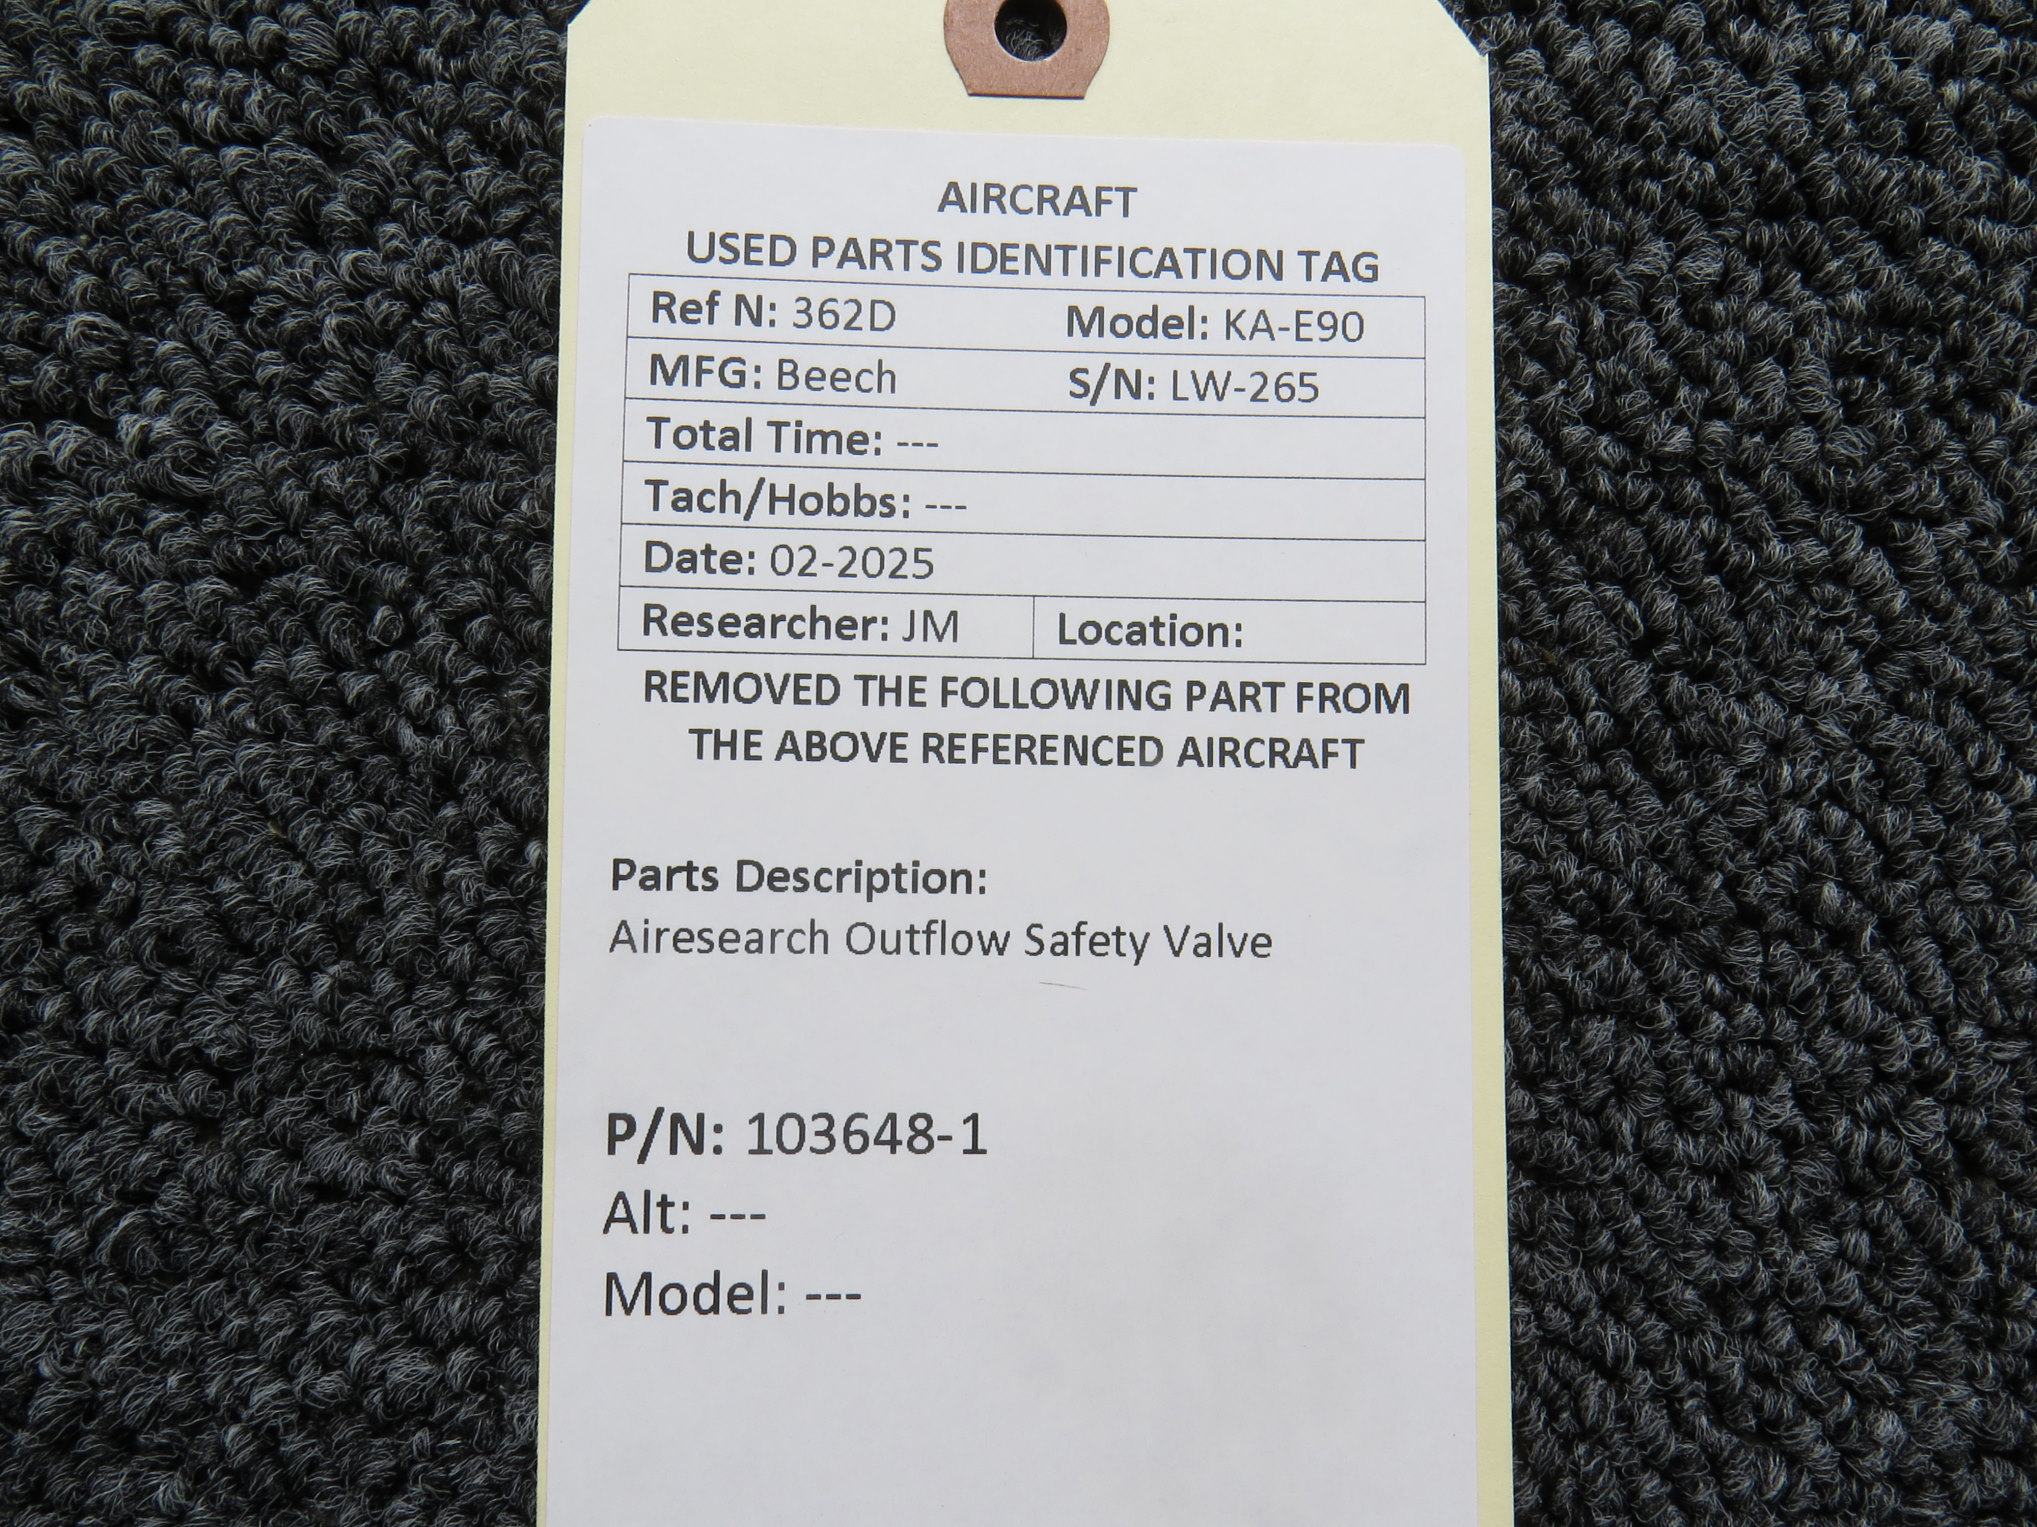 AIRCRAFT
USED PARTS IDENTIFICATION TAG
Ref N: 362D Model: KA-E90
MFG: Beech S/N: LW-265
Total Time: ---
Tach/Hobbs: ---
Date: 02-2025
Researcher: JM Location:
REMOVED THE FOLLOWING PART FROM
THE ABOVE REFERENCED AIRCRAFT
Parts Description:
Airesearch Outflow Safety Valve
P/N: 103648-1
Alt: ---
Model: ---